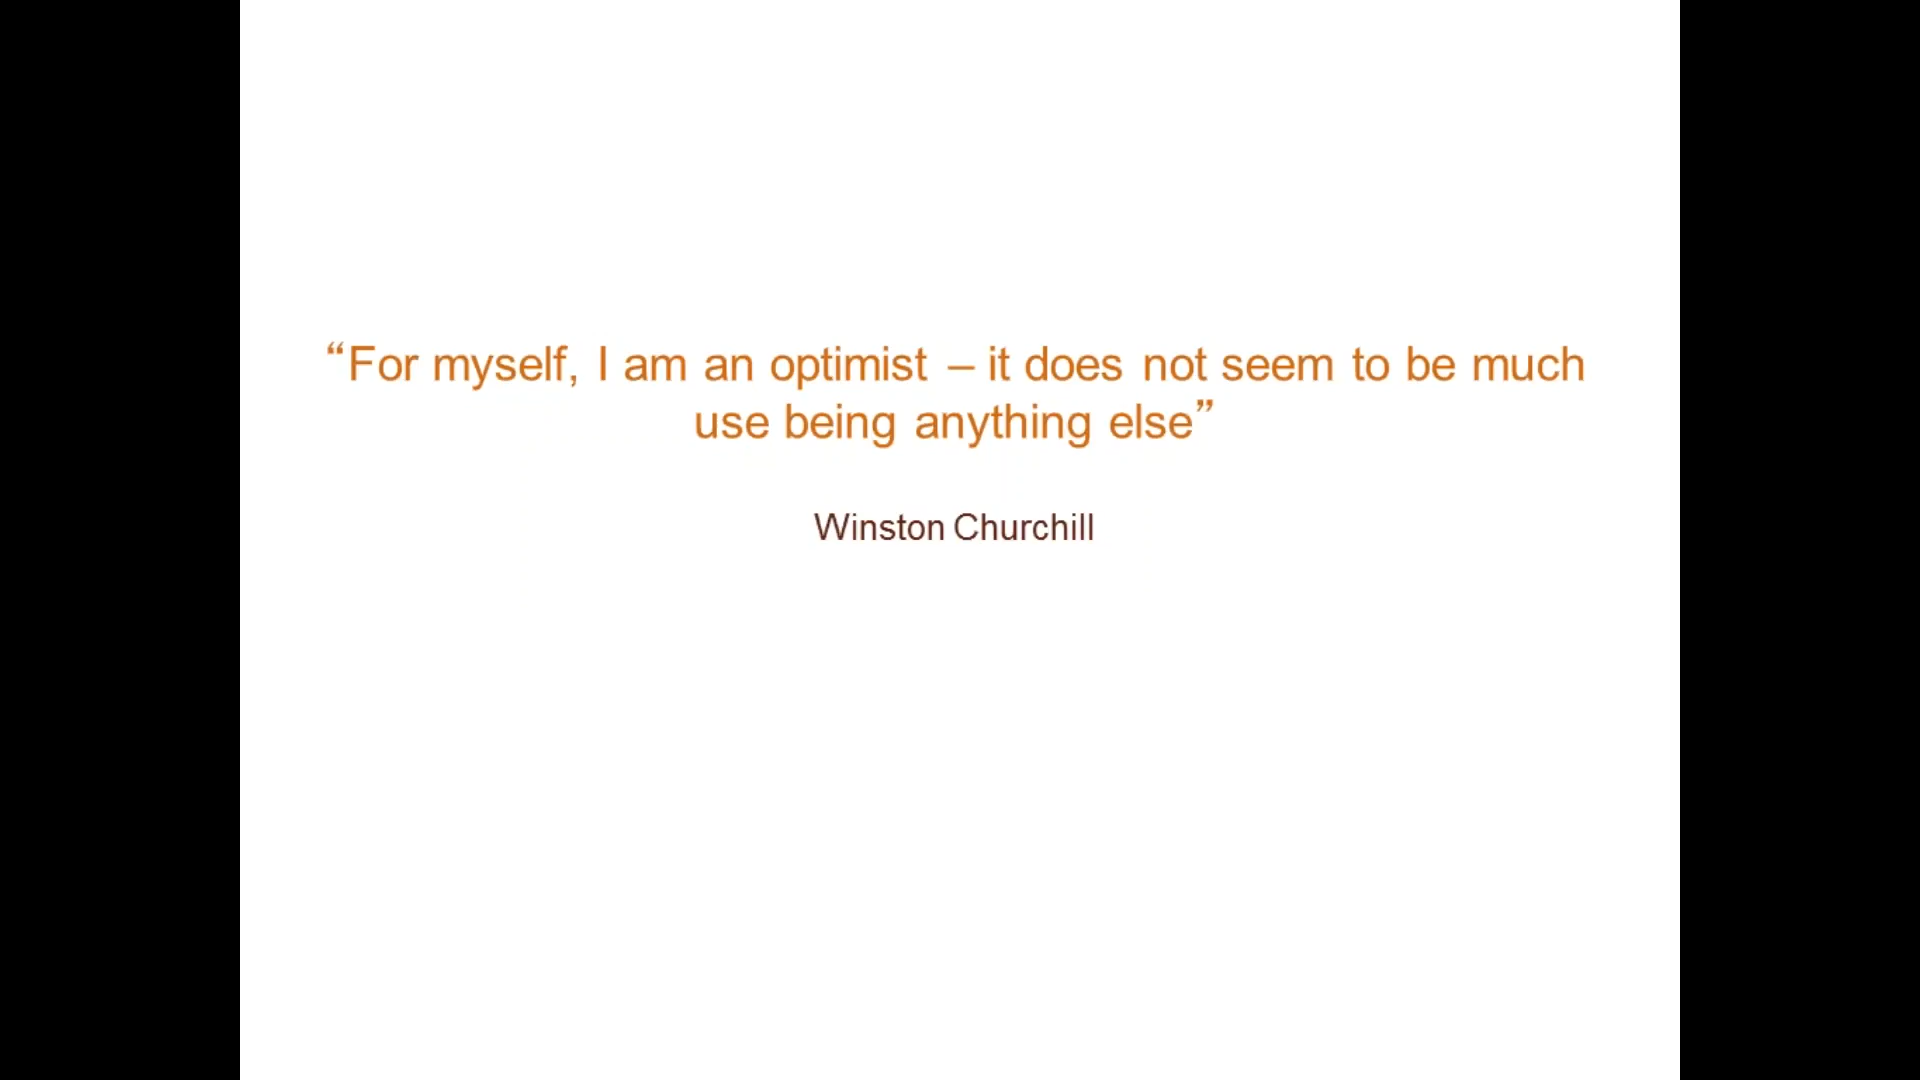 “For myself, I am an optimist – it does not seem to be much
use being anything else”
Winston Churchill